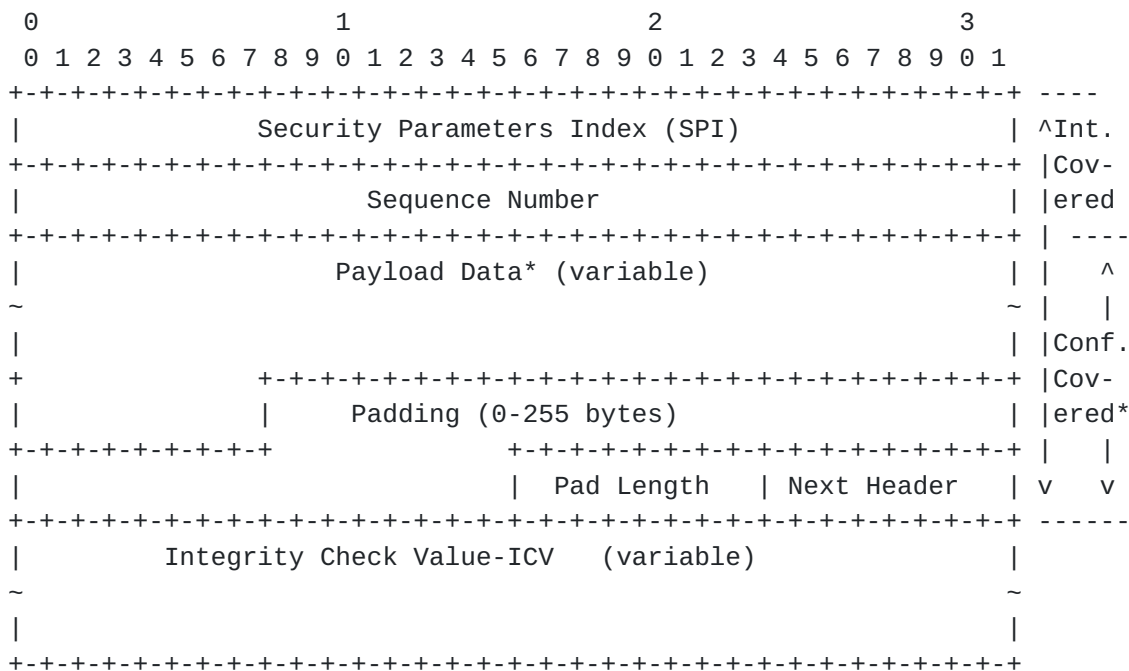 0                   1                   2                   3
 0 1 2 3 4 5 6 7 8 9 0 1 2 3 4 5 6 7 8 9 0 1 2 3 4 5 6 7 8 9 0 1
+-+-+-+-+-+-+-+-+-+-+-+-+-+-+-+-+-+-+-+-+-+-+-+-+-+-+-+-+-+-+-+-+ ----
|               Security Parameters Index (SPI)                 | ^Int.
+-+-+-+-+-+-+-+-+-+-+-+-+-+-+-+-+-+-+-+-+-+-+-+-+-+-+-+-+-+-+-+-+ |Cov-
|                      Sequence Number                          | |ered
+-+-+-+-+-+-+-+-+-+-+-+-+-+-+-+-+-+-+-+-+-+-+-+-+-+-+-+-+-+-+-+-+ | ----
|                    Payload Data* (variable)                   | |   ^
~                                                               ~ |   |
|                                                               | |Conf.
+               +-+-+-+-+-+-+-+-+-+-+-+-+-+-+-+-+-+-+-+-+-+-+-+-+ |Cov-
|               |     Padding (0-255 bytes)                     | |ered*
+-+-+-+-+-+-+-+-+               +-+-+-+-+-+-+-+-+-+-+-+-+-+-+-+-+ |   |
|                               |  Pad Length   | Next Header   | v   v
+-+-+-+-+-+-+-+-+-+-+-+-+-+-+-+-+-+-+-+-+-+-+-+-+-+-+-+-+-+-+-+-+ ------
|         Integrity Check Value-ICV   (variable)                |
~                                                               ~
|                                                               |
+-+-+-+-+-+-+-+-+-+-+-+-+-+-+-+-+-+-+-+-+-+-+-+-+-+-+-+-+-+-+-+-+